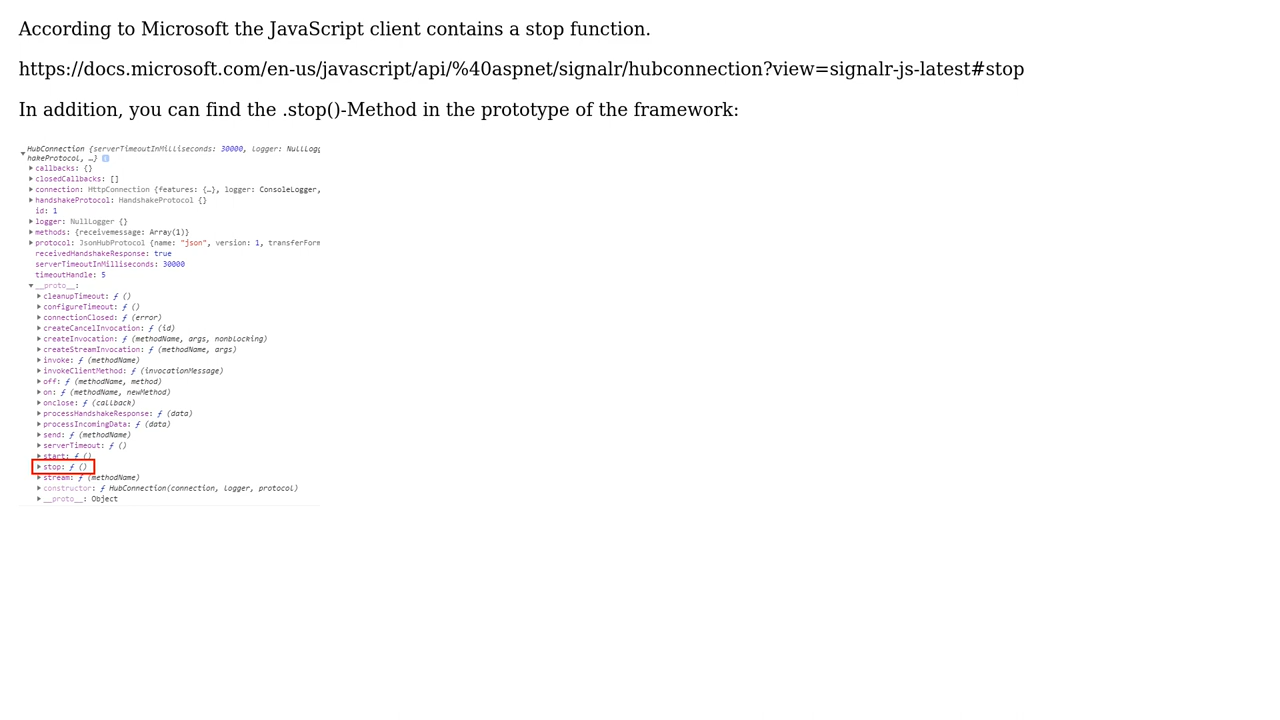 According to Microsoft the JavaScript client contains a stop function.
https://docs.microsoft.com/en-us/javascript/api/%40aspnet/signalr/hubconnection?view=signalr-js-latest#stop
In addition, you can find the .stop()-Method in the prototype of the framework:
HubConnection {serverTimeoutInMilliseconds: 30000, logger: NullLogg
hakeProtocol, …}
callbacks: {}
closedCallbacks: []
connection: HttpConnection {features: {…}, logger: ConsoleLogger,
handshakeProtocol: HandshakeProtocol {}
id: 1
logger: NullLogger {}
methods: {receivemessage: Array(1)}
protocol: JsonHubProtocol {name: "json", version: 1, transferForm
receivedHandshakeResponse: true
serverTimeoutInMilliseconds: 30000
timeoutHandle: 5
__proto__:
cleanupTimeout: ƒ ()
configureTimeout: ƒ ()
connectionClosed: ƒ (error)
createCancelInvocation: ƒ (id)
createInvocation: ƒ (methodName, args, nonblocking)
createStreamInvocation: ƒ (methodName, args)
invoke: ƒ (methodName)
invokeClientMethod: ƒ (invocationMessage)
off: ƒ (methodName, method)
on: ƒ (methodName, newMethod)
onclose: ƒ (callback)
processHandshakeResponse: ƒ (data)
processIncomingData: ƒ (data)
send: ƒ (methodName)
serverTimeout: ƒ ()
start: ƒ ()
stop: ƒ ()
stream: ƒ (methodName)
constructor: ƒ HubConnection(connection, logger, protocol)
__proto__: Object